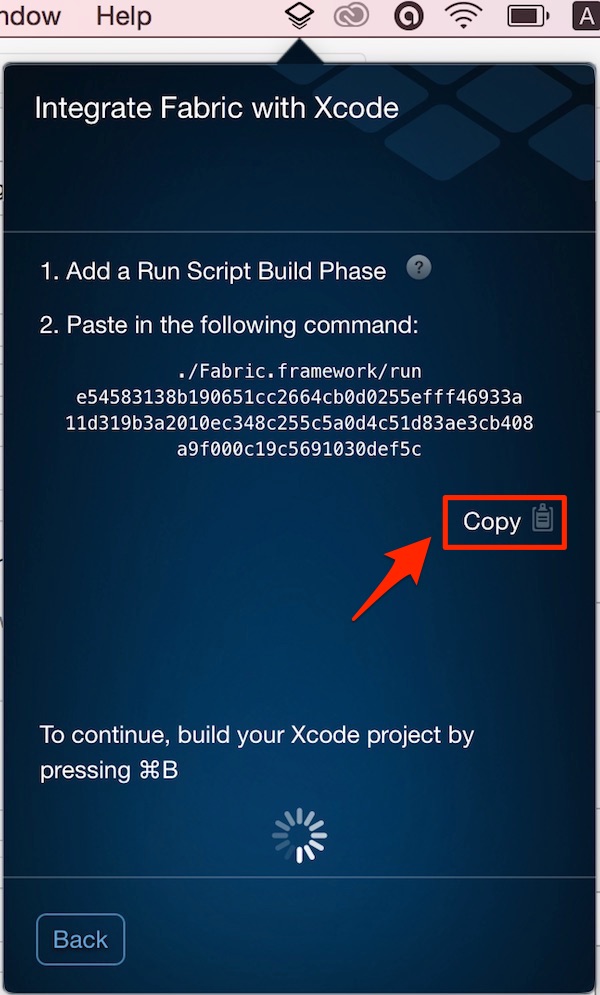 ndow Help
A
Integrate Fabric with Xcode
1. Add a Run Script Build Phase ?
2. Paste in the following command:
./Fabric.framework/run
e54583138b190651cc2664cb0d0255efff46933a
11d319b3a2010ec348c255c5a0d4c51d83ae3cb408
a9f000c19c5691030def5c
Copy
To continue, build your Xcode project by
pressing ⌘B
Back